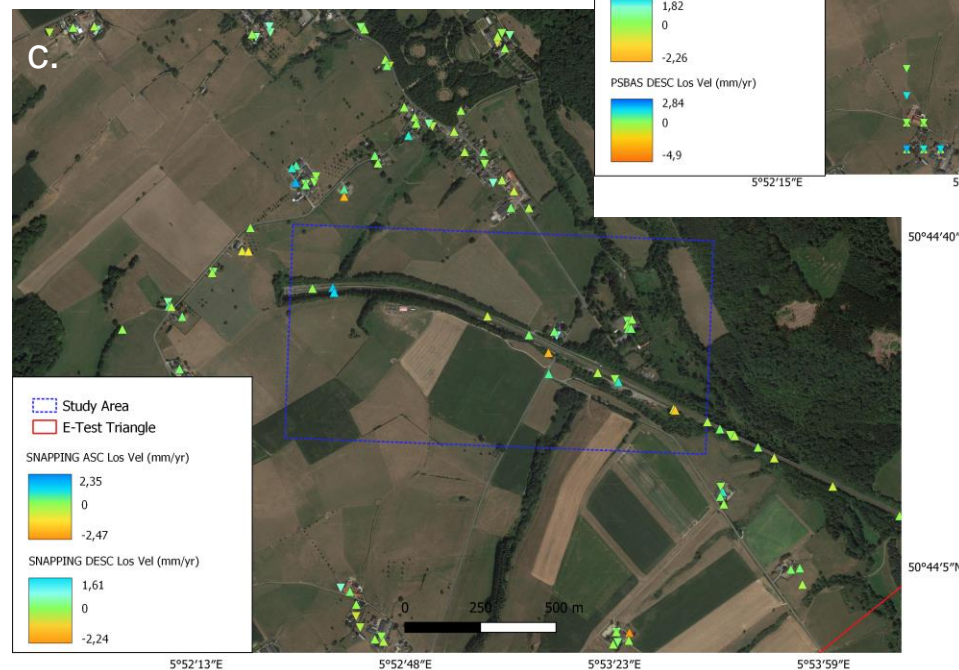 c.
1,82
0
-2,26
PSBAS DESC Los Vel (mm/yr)
2,84
0
-4,9
5°52'15"E
5
50°44'40"
Study Area
E-Test Triangle
SNAPPING ASC Los Vel (mm/yr)
2,35
0
-2,47
SNAPPING DESC Los Vel (mm/yr)
1,61
0
-2,24
0 250 500 m
50°44'5"N
5°52'13"E 5°52'48"E 5°53'23"E 5°53'59"E